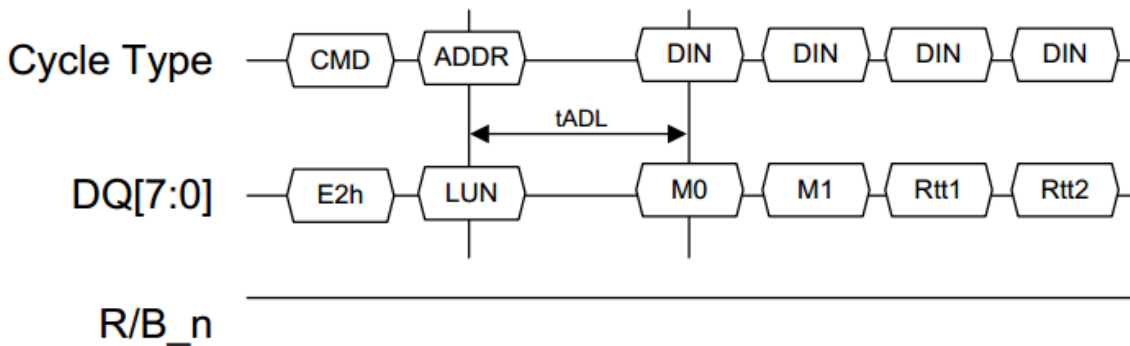 Cycle Type CMD ADDR DIN DIN DIN DIN
tADL
DQ[7:0] E2h LUN M0 M1 Rtt1 Rtt2
R/B_n